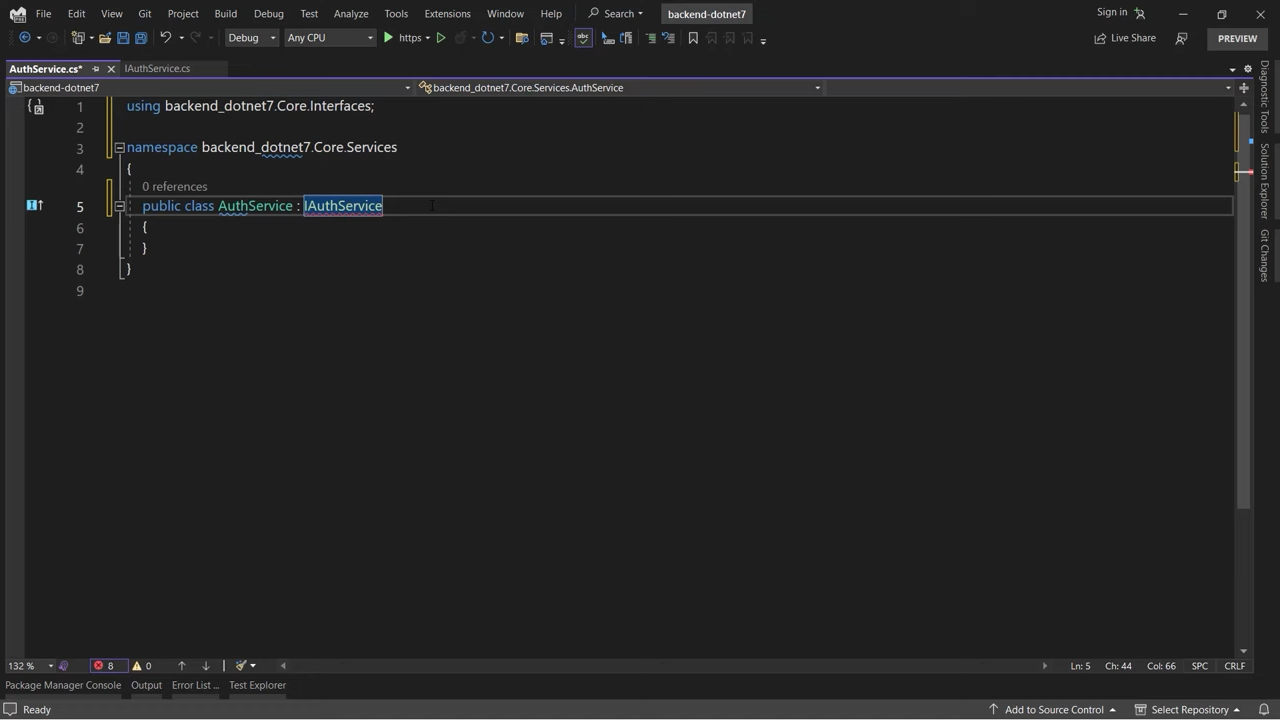 File Edit View Git Project Build Debug Test Analyze Tools Extensions Window Help Search backend-dotnet7 Sign in
Debug Any CPU https Live Share PREVIEW
AuthService.cs* IAuthService.cs
backend-dotnet7 backend_dotnet7.Core.Services.AuthService
1 using backend_dotnet7.Core.Interfaces;
2
3 namespace backend_dotnet7.Core.Services
4 {
0 references
5 public class AuthService : IAuthService
6 {
7 }
8 }
9
Diagnostic Tools
Solution Explorer
Git Changes
132 % 8 0 Ln: 5 Ch: 44 Col: 66 SPC CRLF
Package Manager Console Output Error List ... Test Explorer
Ready Add to Source Control Select Repository